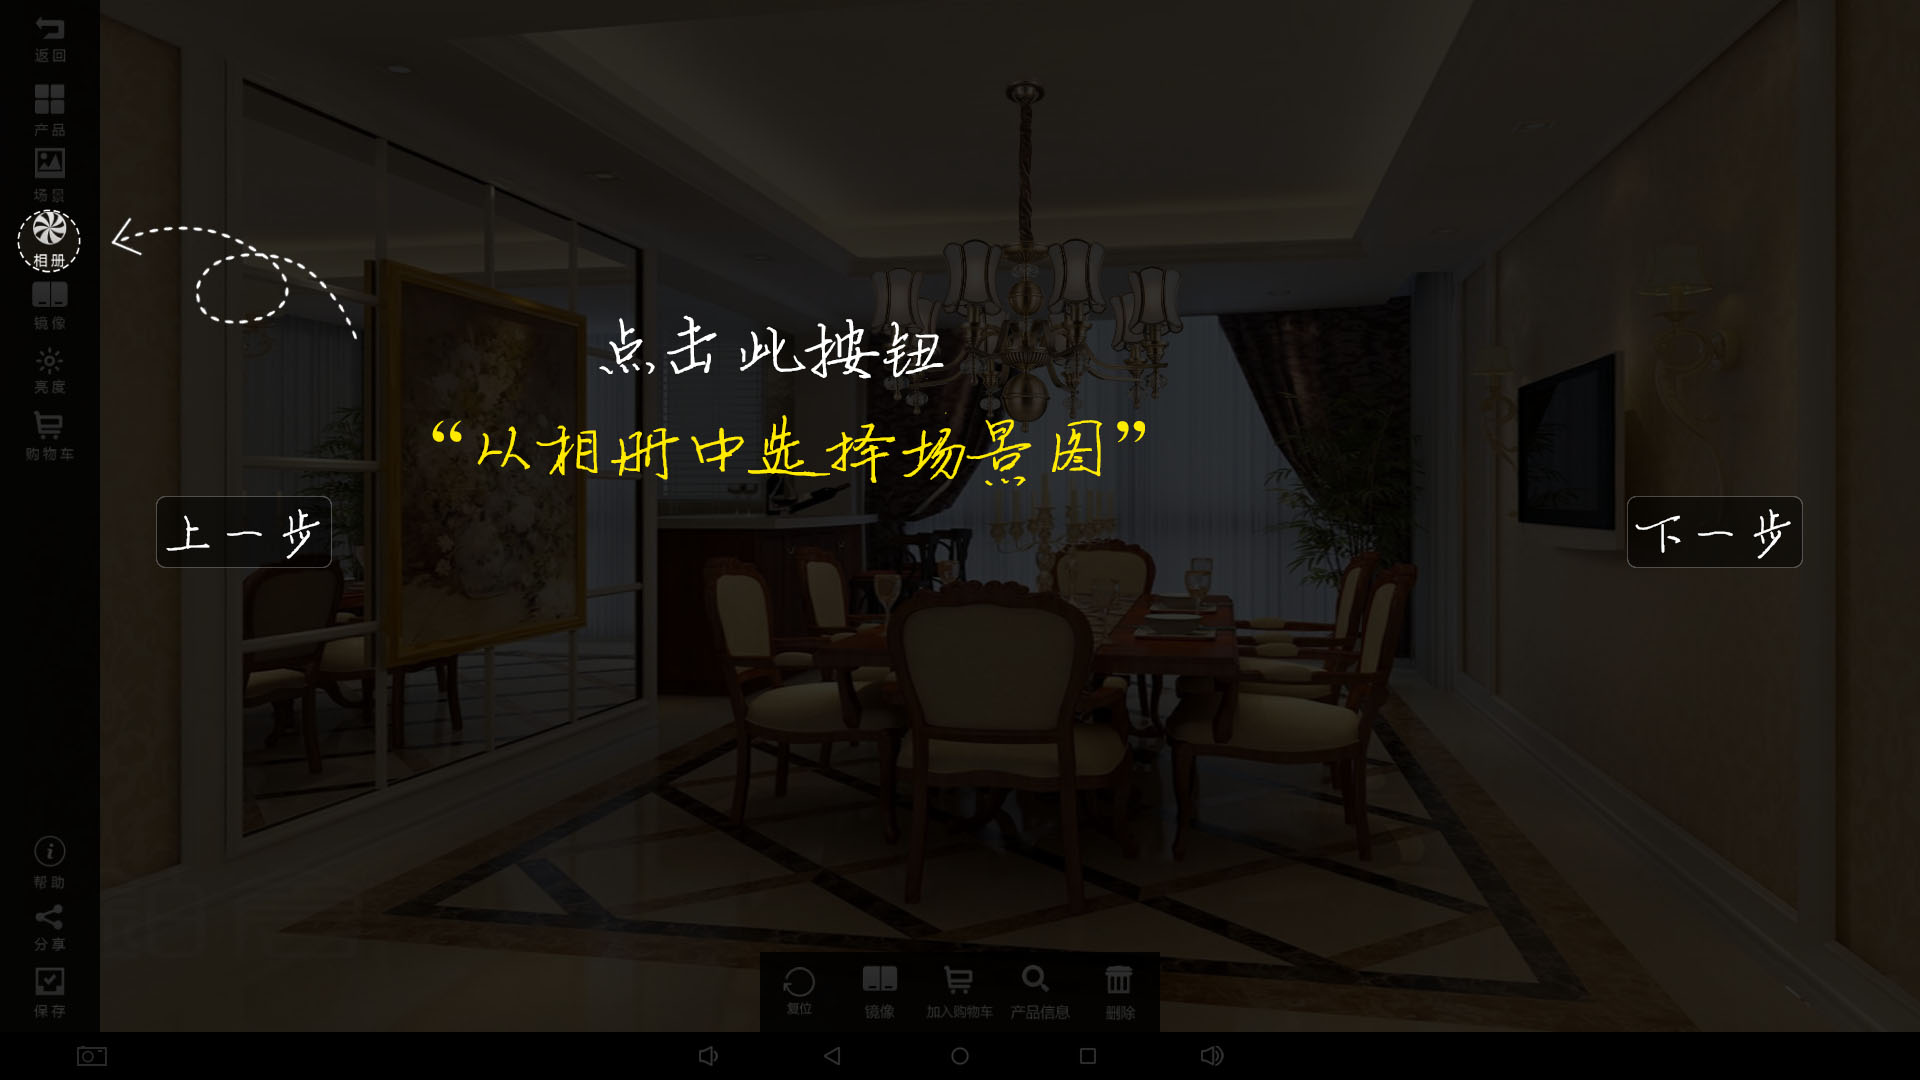 返回
产品
场景
相册
镜像
亮度
购物车
点击此按钮
“从相册中选择场景图”
上一步
下一步
帮助
分享
保存
复位
镜像
加入购物车
产品信息
删除